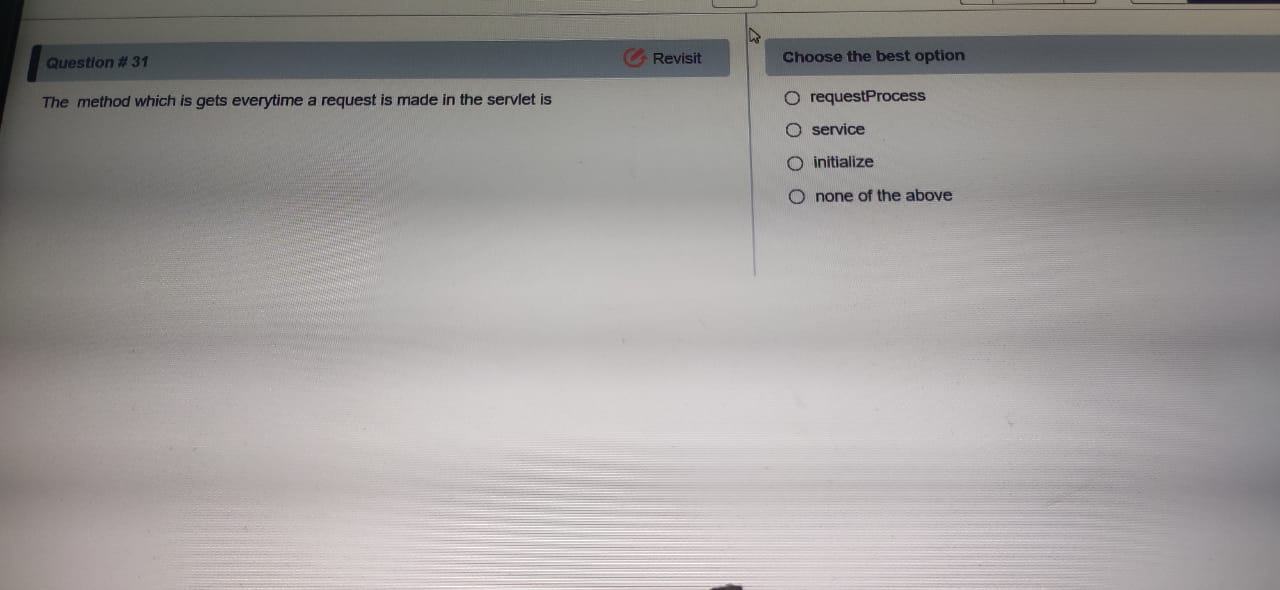 Question # 31
Revisit
The method which is gets everytime a request is made in the servlet is
Choose the best option
requestProcess
service
initialize
none of the above